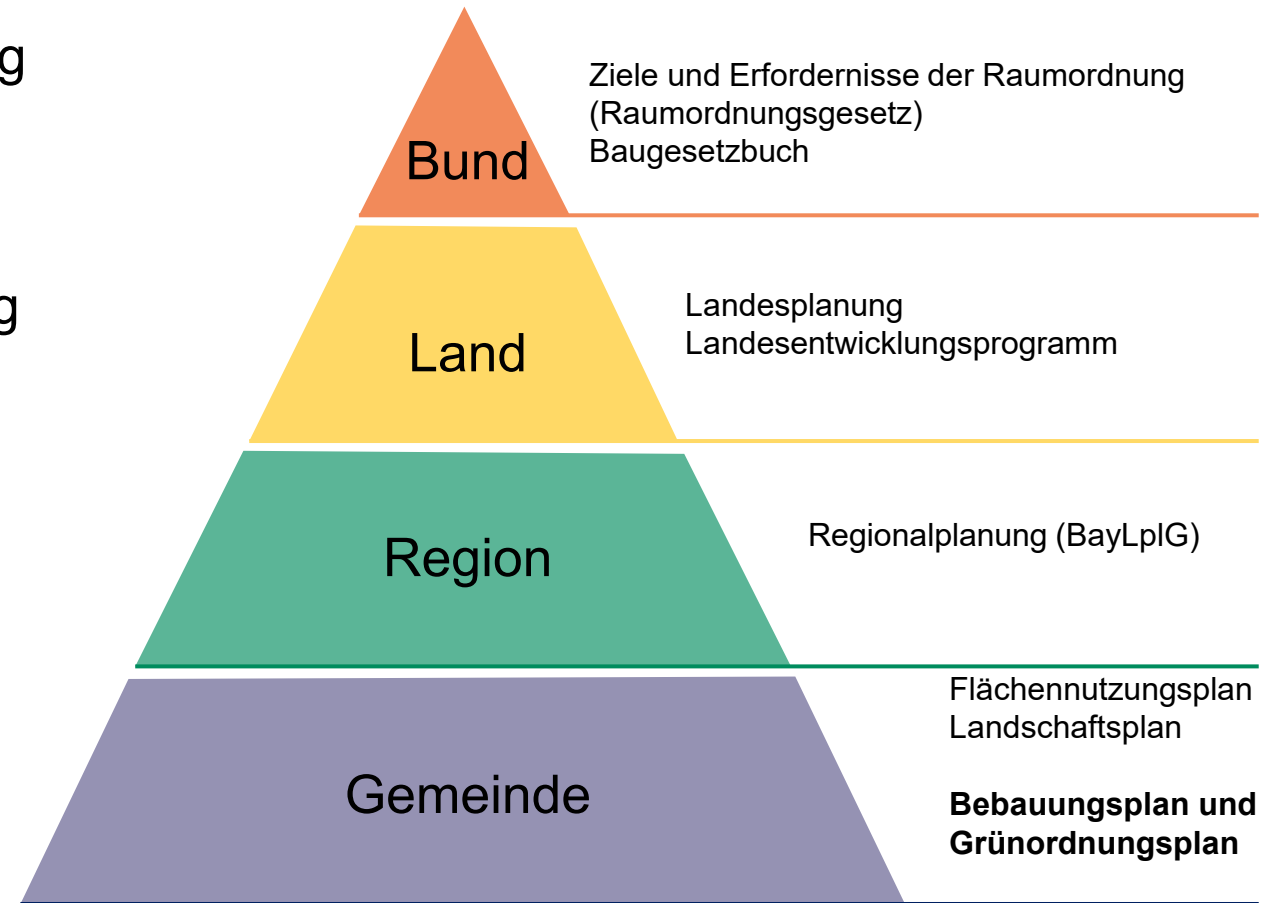 g
Ziele und Erfordernisse der Raumordnung
(Raumordnungsgesetz)
Baugesetzbuch
Bund
g
Landesplanung
Landesentwicklungsprogramm
Land
Regionalplanung (BayLplG)
Region
Flächennutzungsplan
Landschaftsplan
Gemeinde
Bebauungsplan und
Grünordnungsplan